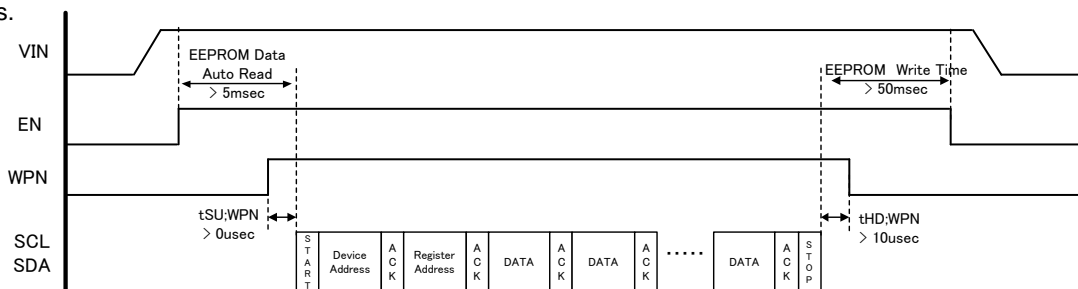 s.
VIN
EEPROM Data
Auto Read
> 5msec
EEPROM Write Time
> 50msec
EN
WPN
tSU;WPN
> 0usec
tHD;WPN
> 10usec
SCL
SDA
START
Device
Address
ACK
Register
Address
ACK
DATA
ACK
DATA
ACK
.....
DATA
ACK
STOP